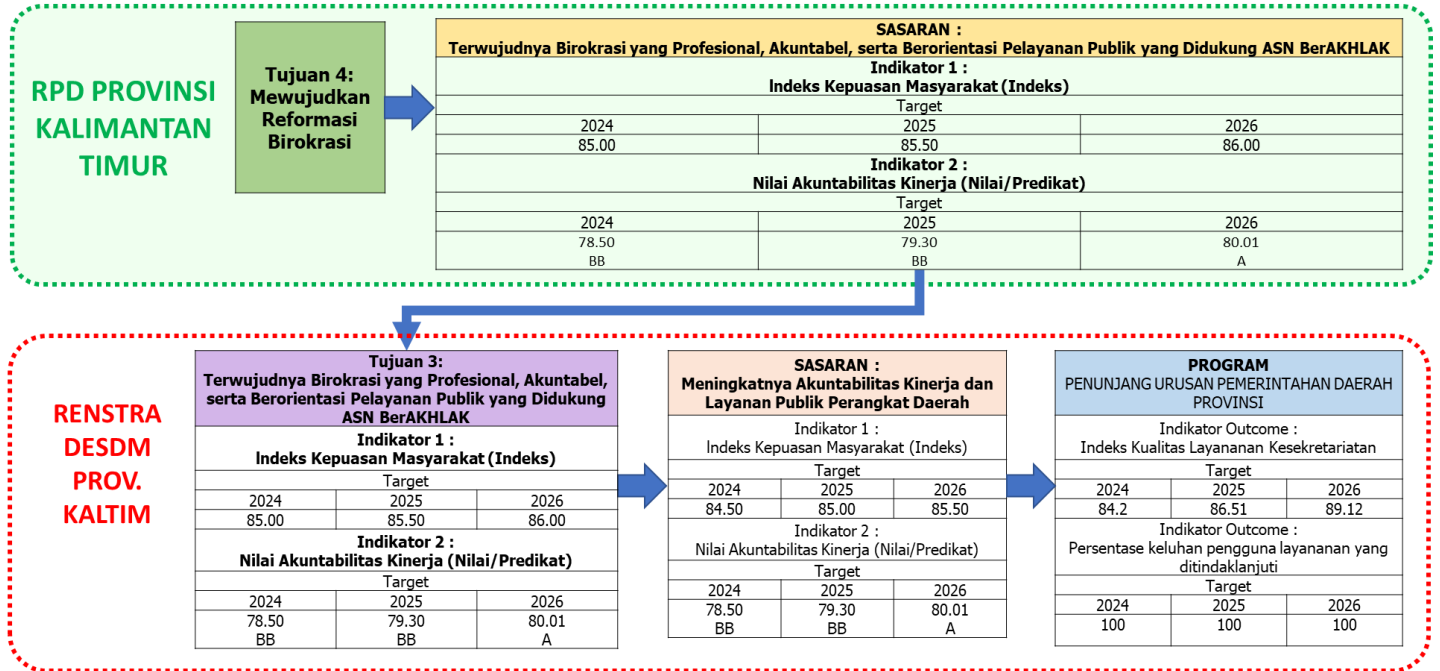 RPD PROVINSI
KALIMANTAN
TIMUR
Tujuan 4:
Mewujudkan
Reformasi
Birokrasi
SASARAN :
Terwujudnya Birokrasi yang Profesional, Akuntabel, serta Berorientasi Pelayanan Publik yang Didukung ASN BerAKHLAK
Indikator 1 :
Indeks Kepuasan Masyarakat (Indeks)
Target
2024 2025 2026
85.00 85.50 86.00
Indikator 2 :
Nilai Akuntabilitas Kinerja (Nilai/Predikat)
Target
2024 2025 2026
78.50 79.30 80.01
BB BB A
RENSTRA
DESDM
PROV.
KALTIM
Tujuan 3:
Terwujudnya Birokrasi yang Profesional, Akuntabel,
serta Berorientasi Pelayanan Publik yang Didukung
ASN BerAKHLAK
Indikator 1 :
Indeks Kepuasan Masyarakat (Indeks)
Target
2024 2025 2026
85.00 85.50 86.00
Indikator 2 :
Nilai Akuntabilitas Kinerja (Nilai/Predikat)
Target
2024 2025 2026
78.50 79.30 80.01
BB BB A
SASARAN :
Meningkatnya Akuntabilitas Kinerja dan
Layanan Publik Perangkat Daerah
Indikator 1 :
Indeks Kepuasan Masyarakat (Indeks)
Target
2024 2025 2026
84.50 85.00 85.50
Indikator 2 :
Nilai Akuntabilitas Kinerja (Nilai/Predikat)
Target
2024 2025 2026
78.50 79.30 80.01
BB BB A
PROGRAM
PENUNJANG URUSAN PEMERINTAHAN DAERAH
PROVINSI
Indikator Outcome :
Indeks Kualitas Layananan Kesekretariatan
Target
2024 2025 2026
84.2 86.51 89.12
Indikator Outcome :
Persentase keluhan pengguna layananan yang
ditindaklanjuti
Target
2024 2025 2026
100 100 100